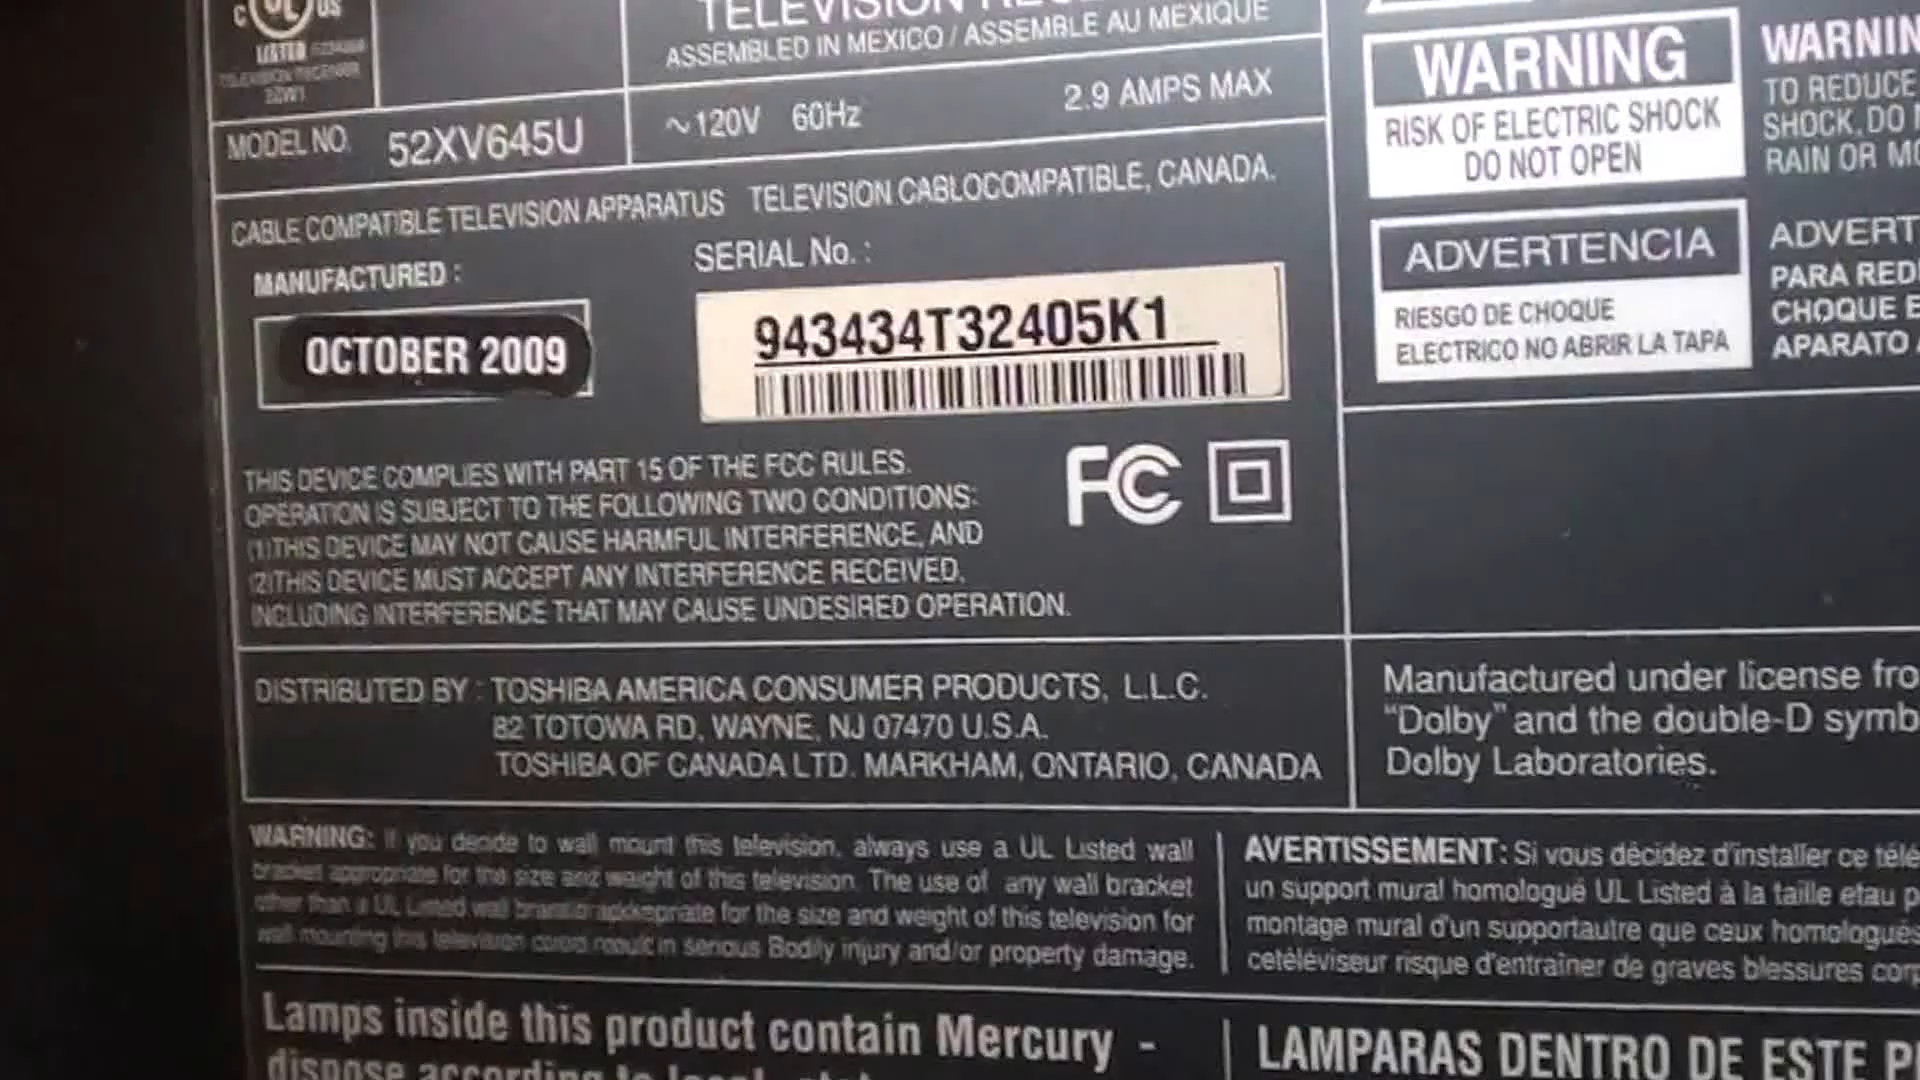 C UL US
LISTED
TELEVISION RECEIVER
TELEVISION
ASSEMBLED IN MEXICO / ASSEMBLE AU MEXIQUE
MODEL NO. 52XV645U
~120V 60Hz 2.9 AMPS MAX
CABLE COMPATIBLE TELEVISION APPARATUS TELEVISION CABLOCOMPATIBLE, CANADA.
MANUFACTURED :
OCTOBER 2009
SERIAL No. :
943434T32405K1
THIS DEVICE COMPLIES WITH PART 15 OF THE FCC RULES.
OPERATION IS SUBJECT TO THE FOLLOWING TWO CONDITIONS:
(1)THIS DEVICE MAY NOT CAUSE HARMFUL INTERFERENCE, AND
(2)THIS DEVICE MUST ACCEPT ANY INTERFERENCE RECEIVED,
INCLUDING INTERFERENCE THAT MAY CAUSE UNDESIRED OPERATION.
FC
DISTRIBUTED BY : TOSHIBA AMERICA CONSUMER PRODUCTS, L.L.C.
82 TOTOWA RD, WAYNE, NJ 07470 U.S.A.
TOSHIBA OF CANADA LTD. MARKHAM, ONTARIO, CANADA
WARNING
RISK OF ELECTRIC SHOCK
DO NOT OPEN
WARNIN
TO REDUCE
SHOCK, DO
RAIN OR MO
ADVERTENCIA
RIESGO DE CHOQUE
ELECTRICO NO ABRIR LA TAPA
ADVERT
PARA RED
CHOQUE E
APARATO
Manufactured under license fro
"Dolby" and the double-D symb
Dolby Laboratories.
WARNING: If you decide to wall mount this television, always use a UL Listed wall
bracket appropriate for the size and weight of this television. The use of any wall bracket
other than a UL Listed wall for the size and weight of this television for
wall mounting this television could result in serious Bodily injury and/or property damage.
AVERTISSEMENT: Si vous décidez d'installer ce télé
un support mural homologué UL Listed à la taille etau p
montage mural d'un supportautre que ceux homologués
cetéléviseur risque d'entraîner de graves blessures corp
Lamps inside this product contain Mercury -
dispose according to local,
LAMPARAS DENTRO DE ESTE P